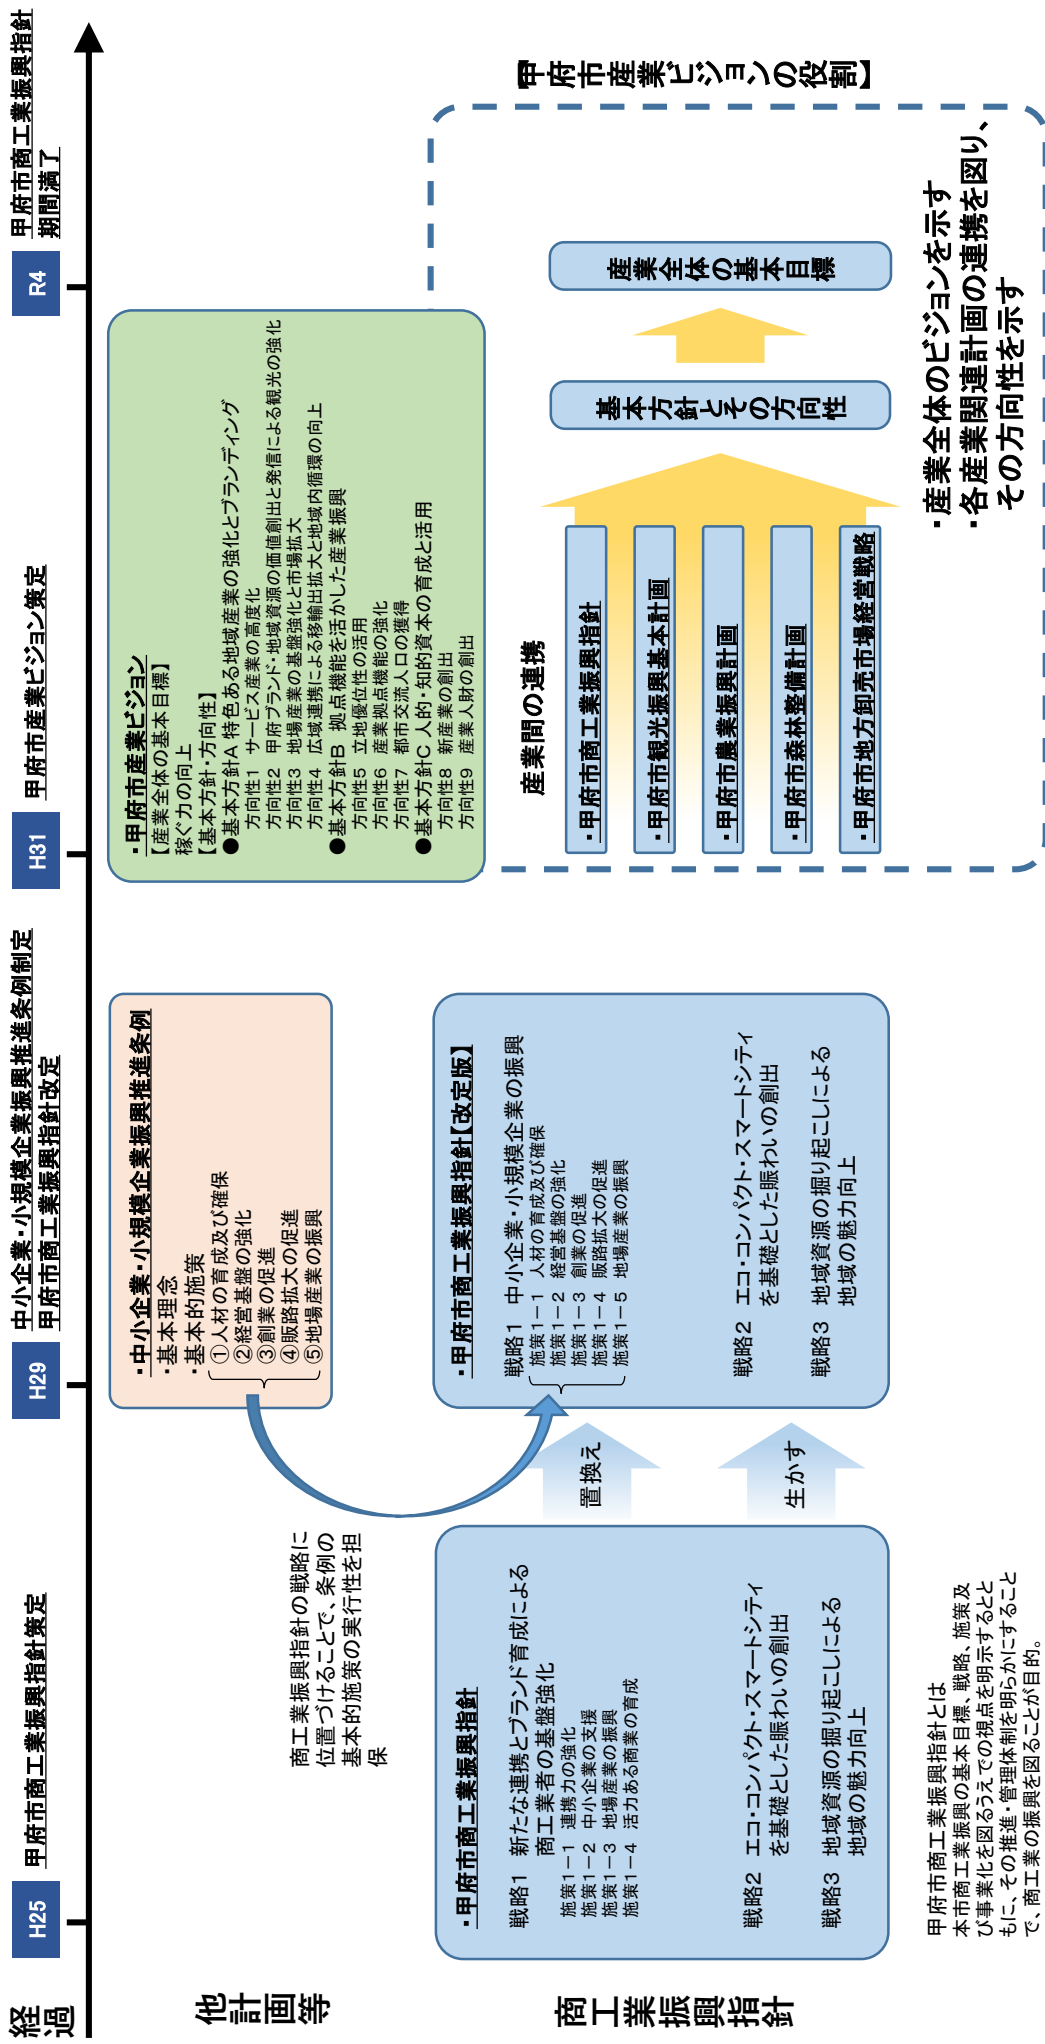 経
過
H25
甲府市商工業振興指針策定
H29
中小企業・小規模企業振興推進条例制定
甲府市商工業振興指針改定
H31
甲府市産業ビジョン策定
R4
甲府市商工業振興指針
期間満了
他計画等
商工業振興指針の戦略に
位置づけることで、条例の
基本的施策の実行性を担
保
・中小企業・小規模企業振興推進条例
・基本理念
・基本的施策
①人材の育成及び確保
②経営基盤の強化
③創業の促進
④販路拡大の促進
⑤地場産業の振興
・甲府市産業ビジョン
【産業全体の基本目標】
稼ぐ力の向上
【基本方針・方向性】
●基本方針A 特色ある地域産業の強化とブランディング
方向性1 サービス産業の高度化
方向性2 甲府ブランド・地域資源の価値創出と発信による観光の強化
方向性3 地場産業の基盤強化と市場拡大
方向性4 広域連携による移輸出拡大と地域内循環の向上
●基本方針B 拠点機能を活かした産業振興
方向性5 立地優位性の活用
方向性6 産業拠点機能の強化
方向性7 都市交流人口の獲得
●基本方針C 人的・知的資本の育成と活用
方向性8 新産業の創出
方向性9 産業人財の創出
商工業振興指針
・甲府市商工業振興指針
戦略1 新たな連携とブランド育成による
商工業者の基盤強化
施策1－1 連携力の強化
施策1－2 中小企業の支援
施策1－3 地場産業の振興
施策1－4 活力ある商業の育成
戦略2 エコ・コンパクト・スマートシティ
を基礎とした賑わいの創出
戦略3 地域資源の掘り起こしによる
地域の魅力向上
置換え
生かす
・甲府市商工業振興指針【改定版】
戦略1 中小企業・小規模企業の振興
施策1－1 人材の育成及び確保
施策1－2 経営基盤の強化
施策1－3 創業の促進
施策1－4 販路拡大の促進
施策1－5 地場産業の振興
戦略2 エコ・コンパクト・スマートシティ
を基礎とした賑わいの創出
戦略3 地域資源の掘り起こしによる
地域の魅力向上
甲府市商工業振興指針とは
本市商工業振興の基本目標、戦略、施策及
び事業化を図るうえでの視点を明示するとと
もに、その推進・管理体制を明らかにすること
で、商工業の振興を図ることが目的。
【甲府市産業ビジョンの役割】
産業間の連携
・甲府市商工業振興指針
・甲府市観光振興基本計画
・甲府市農業振興計画
・甲府市森林整備計画
・甲府市地方卸売市場経営戦略
基本方針とその方向性
産業全体の基本目標
・産業全体のビジョンを示す
・各産業関連計画の連携を図り、
その方向性を示す